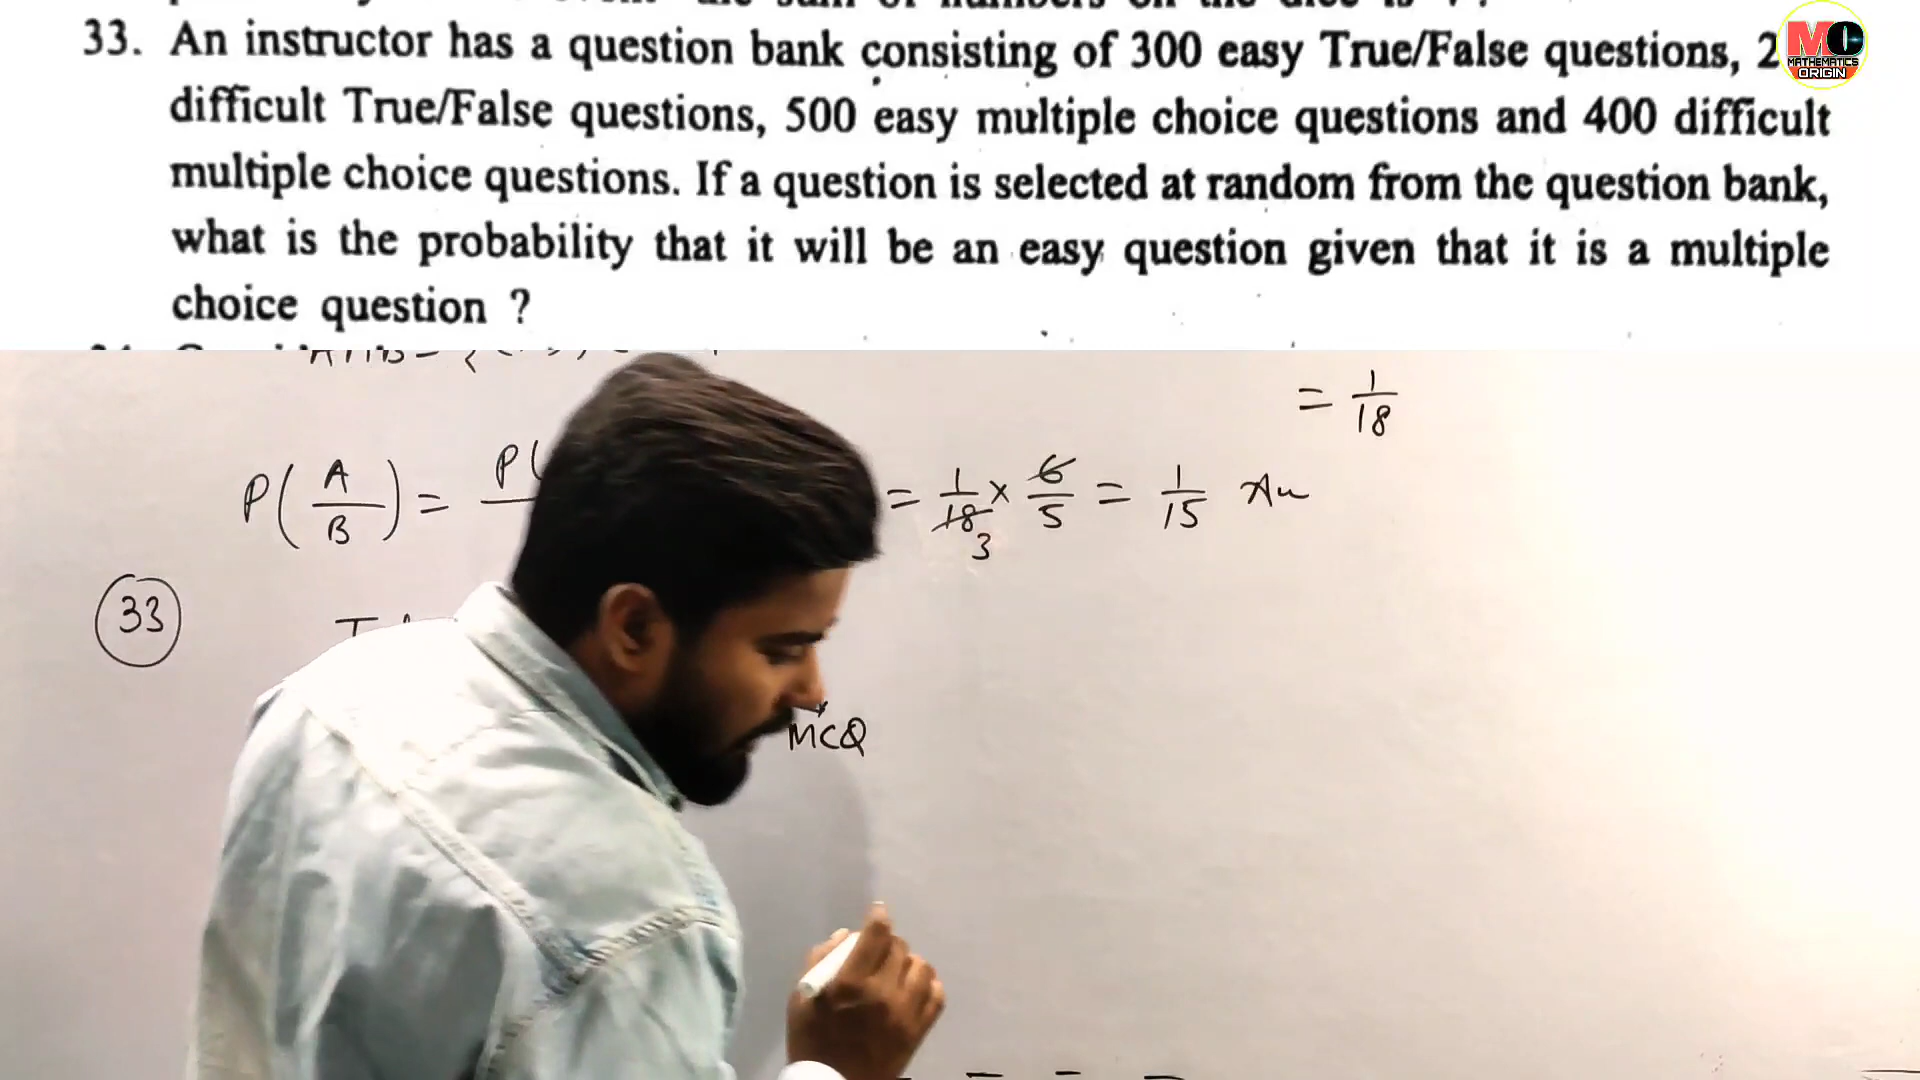 33. An instructor has a question bank consisting of 300 easy True/False questions, 2
difficult True/False questions, 500 easy multiple choice questions and 400 difficult
multiple choice questions. If a question is selected at random from the question bank,
what is the probability that it will be an easy question given that it is a multiple
choice question ?
MATHEMATICS
ORIGIN
= 1/18
P(A/B) = P( = 1/18 × 6/5 = 1/15 An
3
33
MCQ